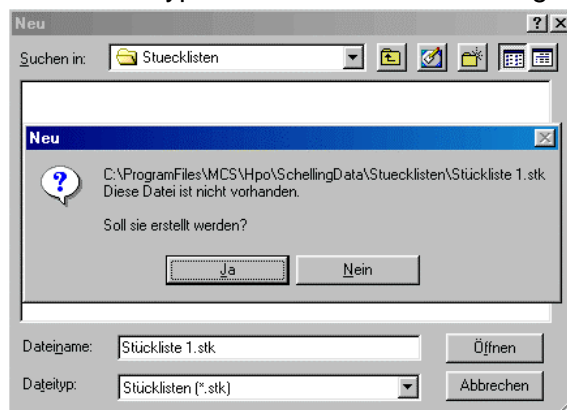 Neu
Suchen in: Stuecklisten
Neu
C:\ProgramFiles\MCS\Hpo\SchellingData\Stuecklisten\Stückliste 1.stk
Diese Datei ist nicht vorhanden.
Soll sie erstellt werden?
Ja Nein
Dateiname: Stückliste 1.stk Öffnen
Dateityp: Stücklisten (*.stk) Abbrechen